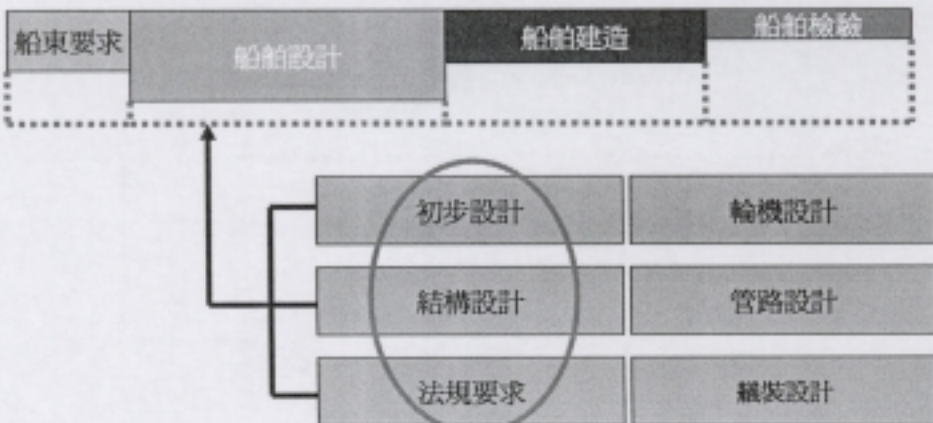 船東要求 船舶設計 船舶建造 船舶檢驗
初步設計 輪機設計
結構設計 管路設計
法規要求 艤裝設計